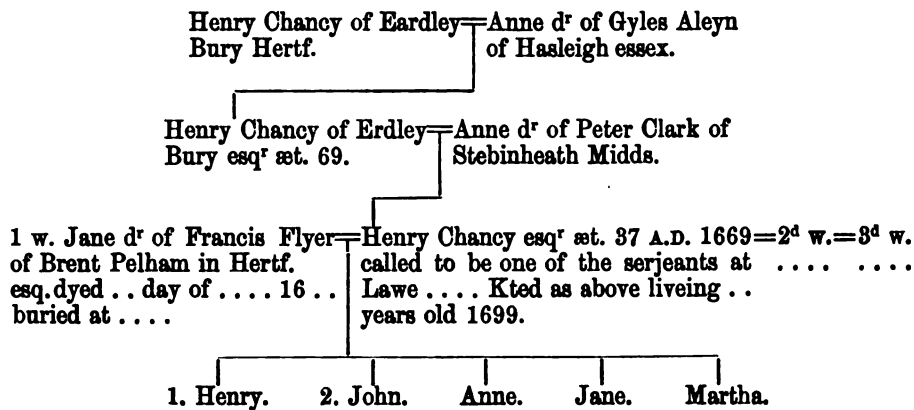 Henry Chancy of Eardley=Anne dʳ of Gyles Aleyn
Bury Hertf. of Hasleigh essex.
Henry Chancy of Erdley=Anne dʳ of Peter Clark of
Bury esqʳ æt. 69. Stebinheath Midds.
1 w. Jane dʳ of Francis Flyer=Henry Chancy esqʳ æt. 37 A.D. 1669=2ᵈ w.=3ᵈ w.
of Brent Pelham in Hertf. called to be one of the serjeants at .... ....
esq. dyed .. day of .... 16 .. Lawe .... Kted as above liveing ..
buried at .... years old 1699.
1. Henry. 2. John. Anne. Jane. Martha.